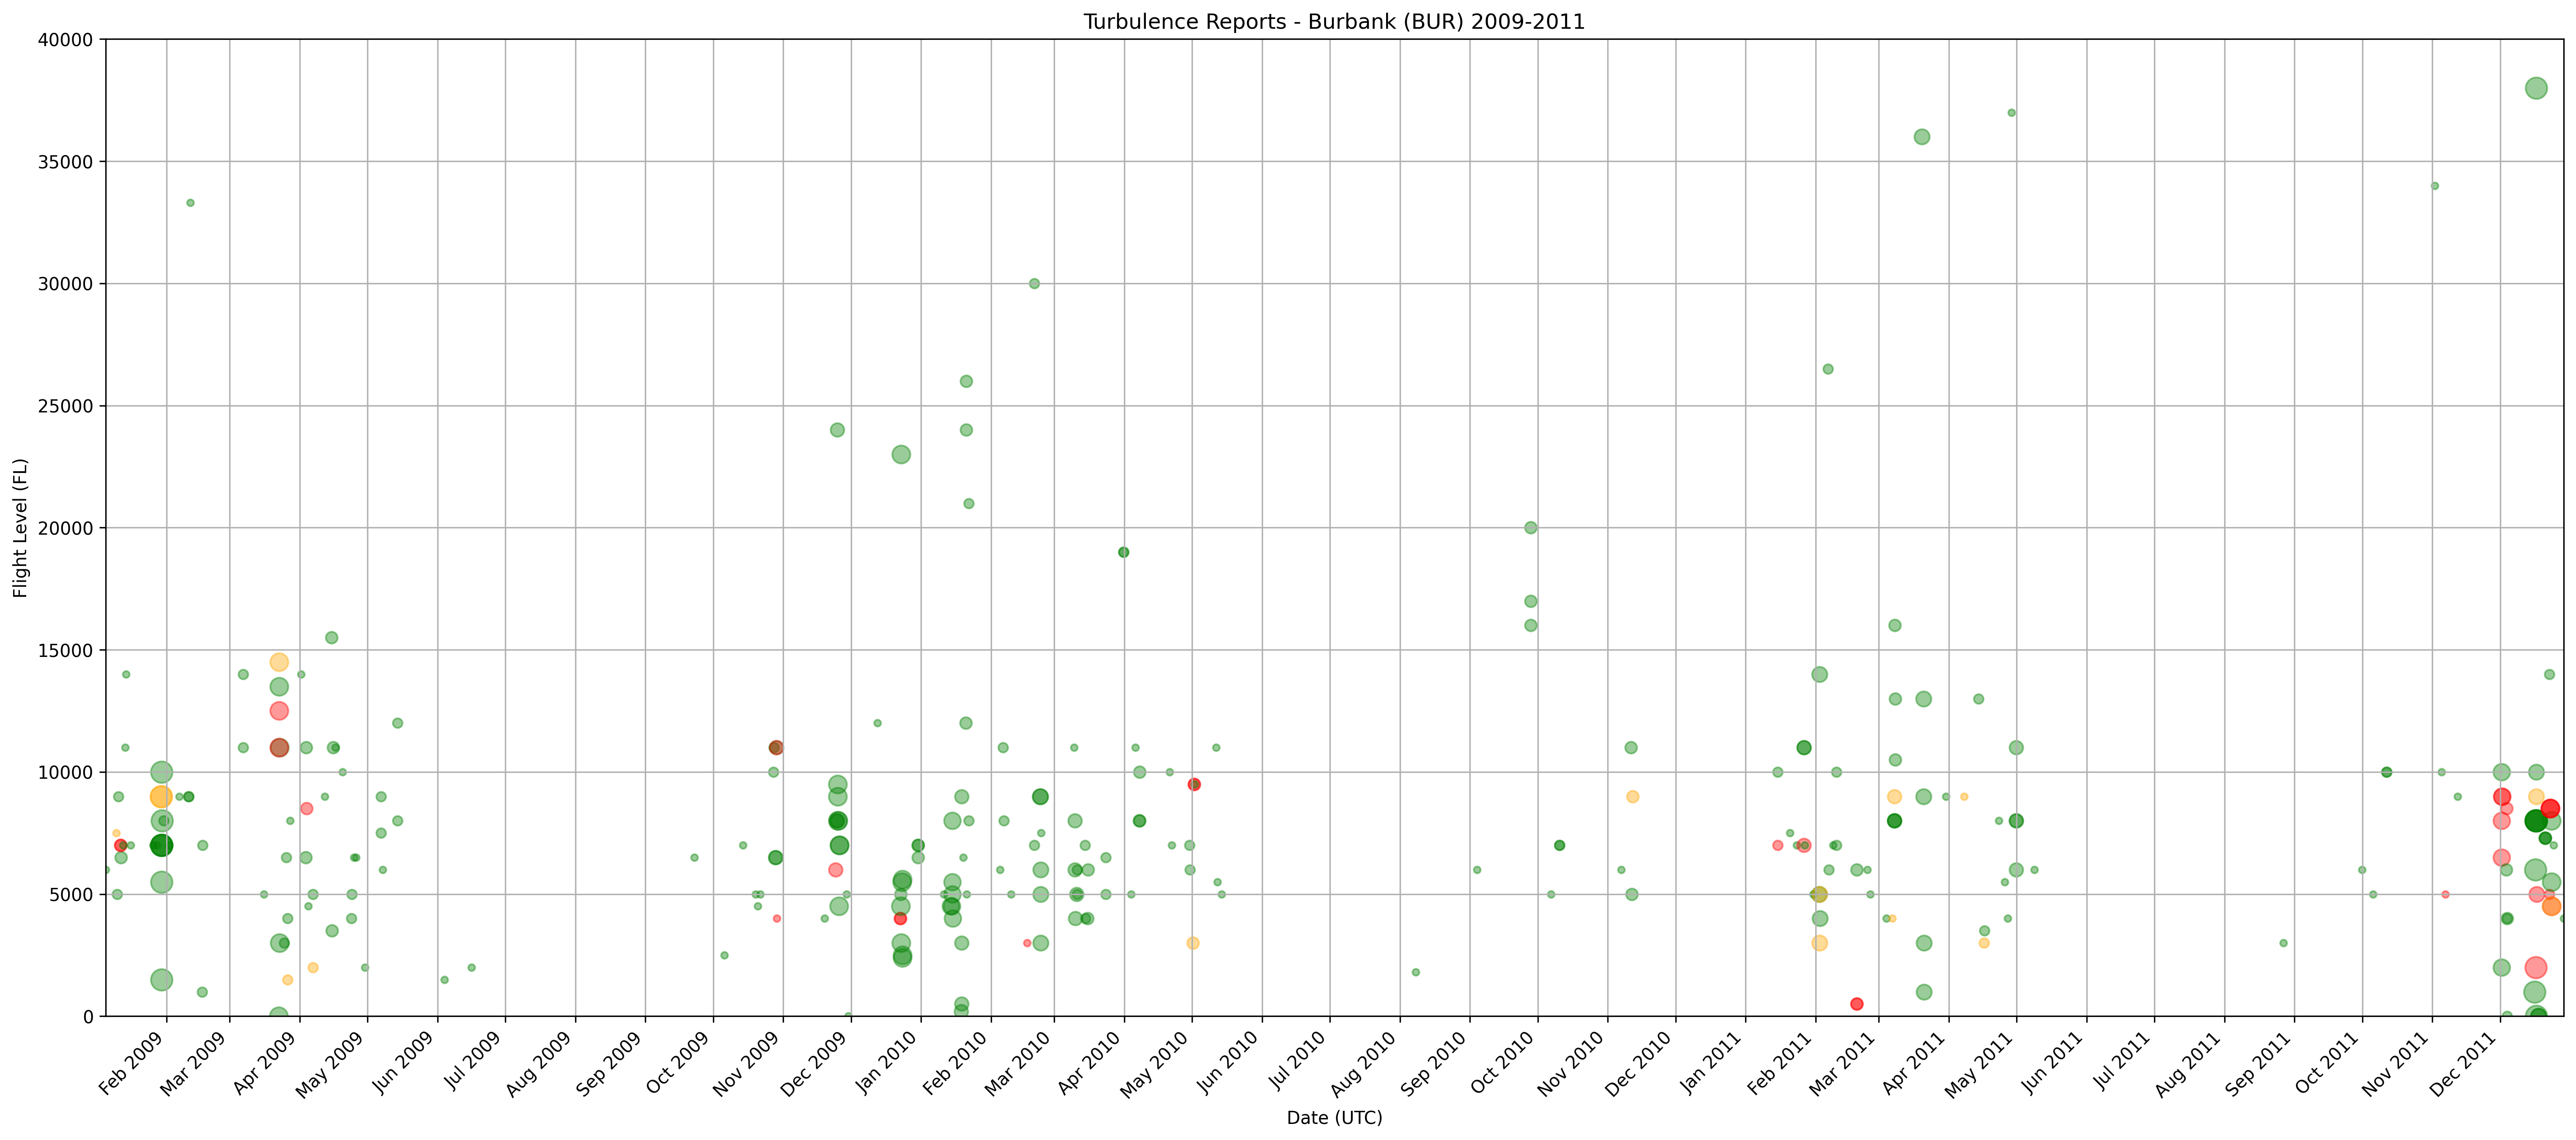 Turbulence Reports - Burbank (BUR) 2009-2011
Flight Level (FL)
40000
35000
30000
25000
20000
15000
10000
5000
0
Feb 2009
Mar 2009
Apr 2009
May 2009
Jun 2009
Jul 2009
Aug 2009
Sep 2009
Oct 2009
Nov 2009
Dec 2009
Jan 2010
Feb 2010
Mar 2010
Apr 2010
May 2010
Jun 2010
Jul 2010
Aug 2010
Sep 2010
Oct 2010
Nov 2010
Dec 2010
Jan 2011
Feb 2011
Mar 2011
Apr 2011
May 2011
Jun 2011
Jul 2011
Aug 2011
Sep 2011
Oct 2011
Nov 2011
Dec 2011
Date (UTC)